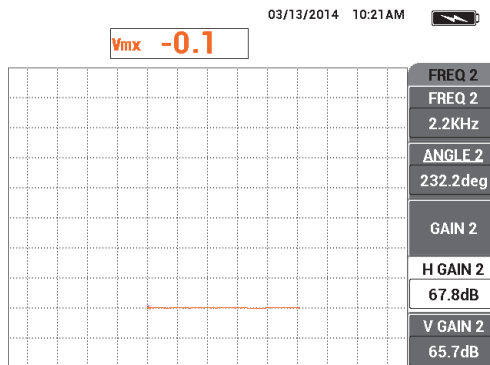 03/13/2014 10:21AM
Vmx -0.1
FREQ 2
FREQ 2
2.2KHz
ANGLE 2
232.2deg
GAIN 2
H GAIN 2
67.8dB
V GAIN 2
65.7dB